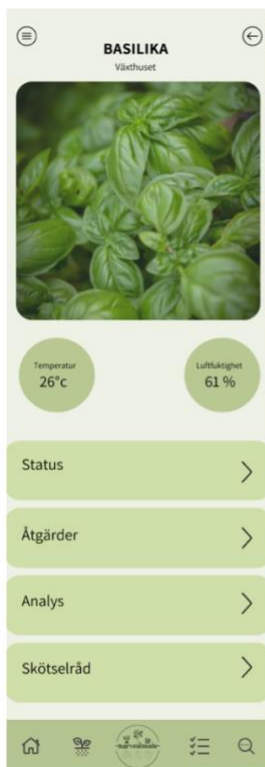 BASILIKA
Växthuset
Temperatur
26°c
Luftfuktighet
61 %
Status
Åtgärder
Analys
Skötselråd